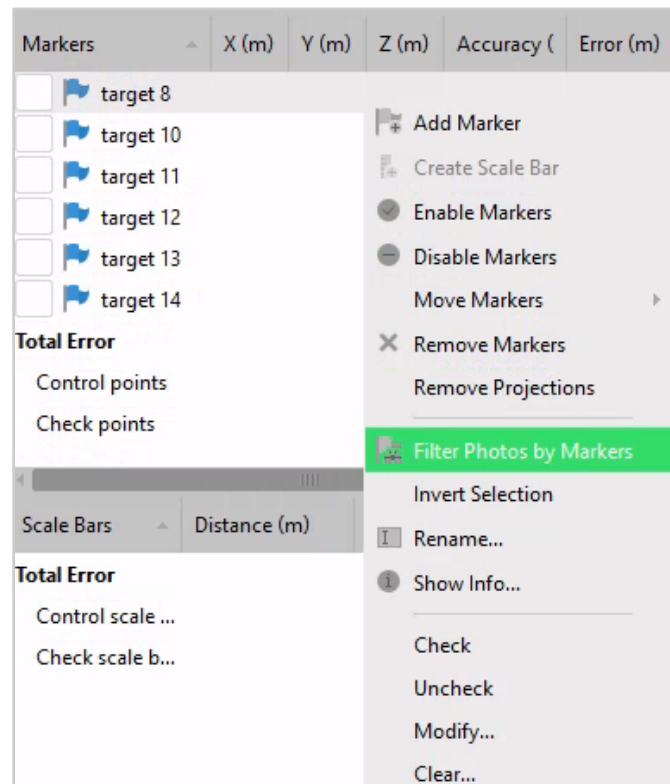 Markers X (m) Y (m) Z (m) Accuracy ( Error (m)
target 8
target 10
target 11
target 12
target 13
target 14
Total Error
Control points
Check points
Scale Bars Distance (m)
Total Error
Control scale ...
Check scale b...
Add Marker
Create Scale Bar
Enable Markers
Disable Markers
Move Markers
Remove Markers
Remove Projections
Filter Photos by Markers
Invert Selection
Rename...
Show Info...
Check
Uncheck
Modify...
Clear...